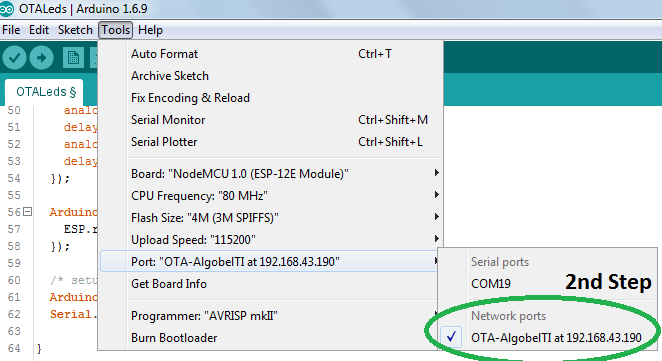 OTALeds | Arduino 1.6.9
File Edit Sketch Tools Help
OTALeds §
Auto Format Ctrl+T
Archive Sketch
Fix Encoding & Reload
Serial Monitor Ctrl+Shift+M
Serial Plotter Ctrl+Shift+L
Board: "NodeMCU 1.0 (ESP-12E Module)"
CPU Frequency: "80 MHz"
Flash Size: "4M (3M SPIFFS)"
Upload Speed: "115200"
Port: "OTA-AlgobelTI at 192.168.43.190"
Get Board Info
Programmer: "AVRISP mkII"
Burn Bootloader
Serial ports
COM19
2nd Step
Network ports
OTA-AlgobelTI at 192.168.43.190
50 analo
51 delay
52 analo
53 delay
54 });
55
56 Arduino
57 ESP.r
58 });
59
60 /* setu
61 Arduino
62 Serial.
63
64 }